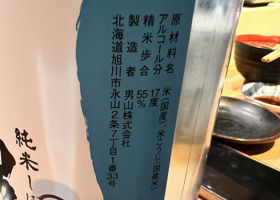 原材料名 米(国産)、米こうじ(国産米)
アルコール分 17度
精米歩合 55%
製造者 男山株式会社
北海道旭川市永山2条7丁目1番33号
純米